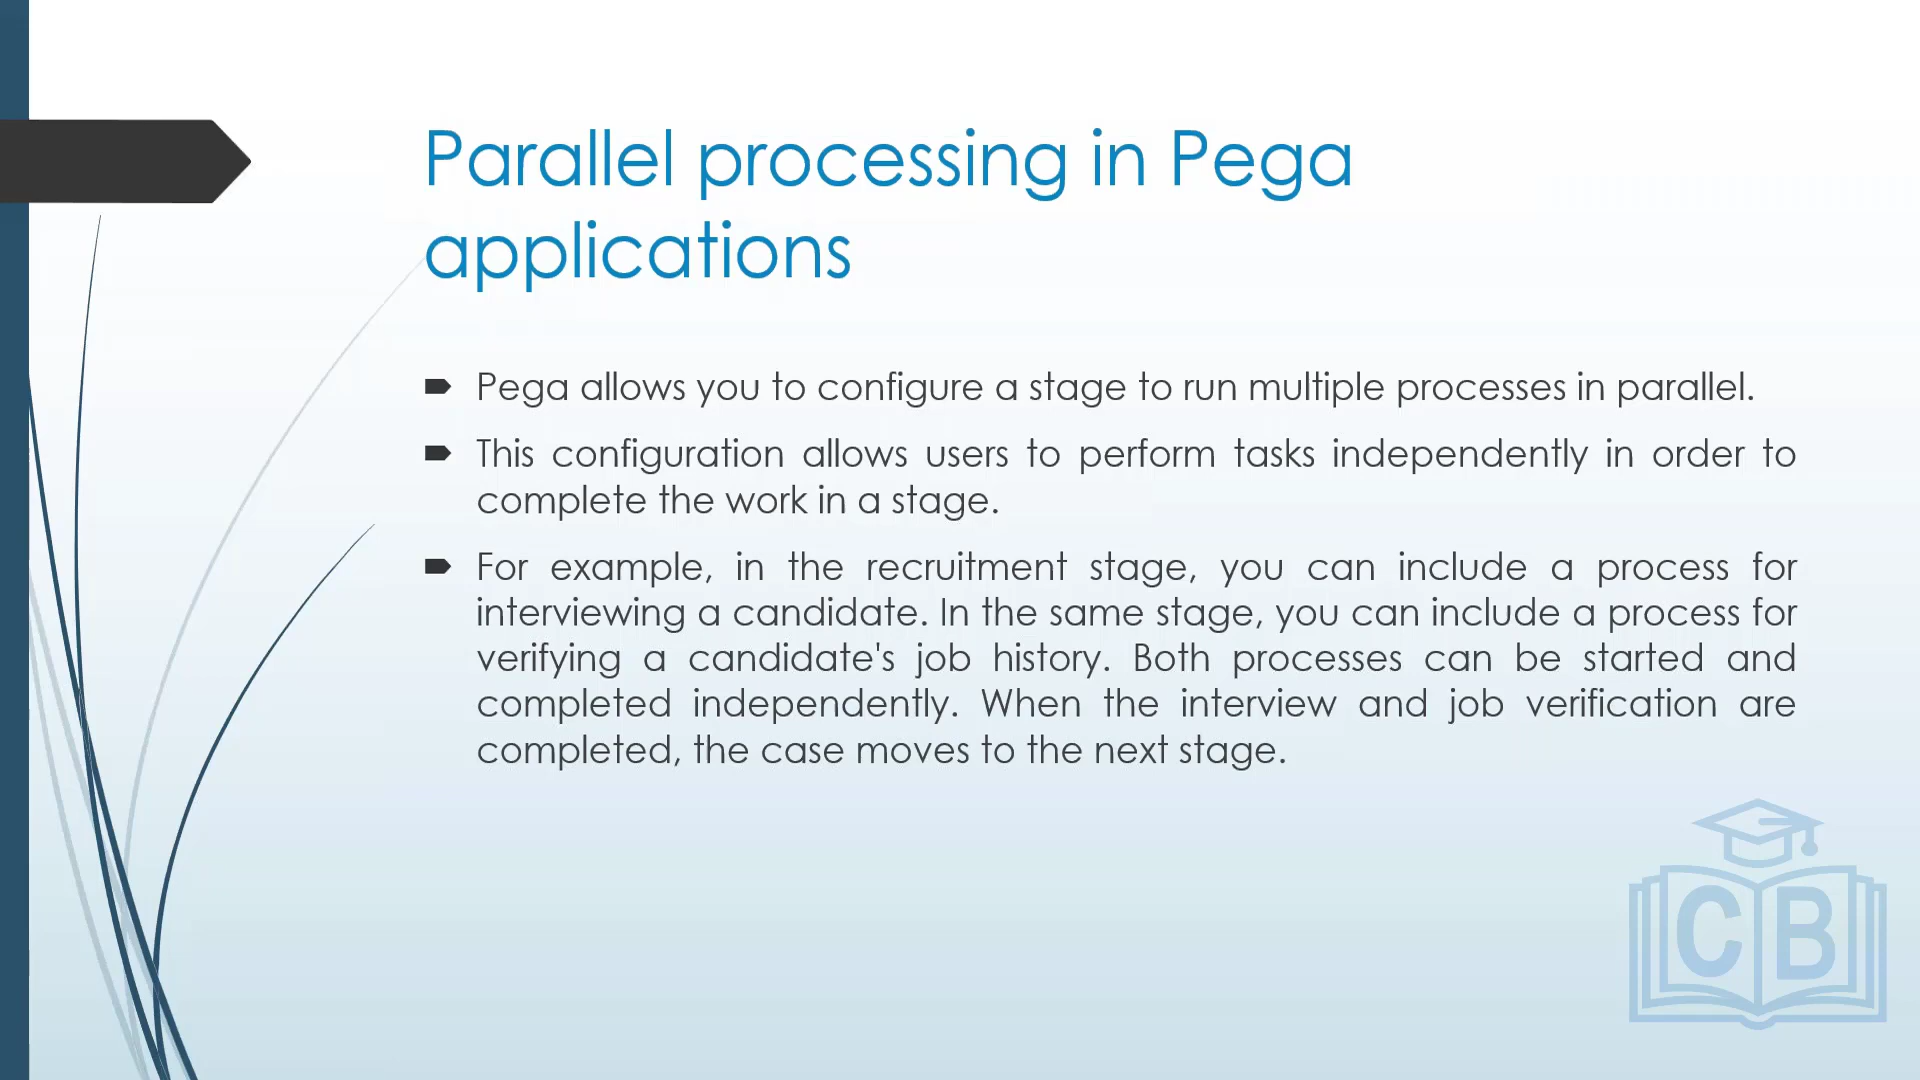 Parallel processing in Pega
applications
Pega allows you to configure a stage to run multiple processes in parallel.
This configuration allows users to perform tasks independently in order to
complete the work in a stage.
For example, in the recruitment stage, you can include a process for
interviewing a candidate. In the same stage, you can include a process for
verifying a candidate's job history. Both processes can be started and
completed independently. When the interview and job verification are
completed, the case moves to the next stage.
CB